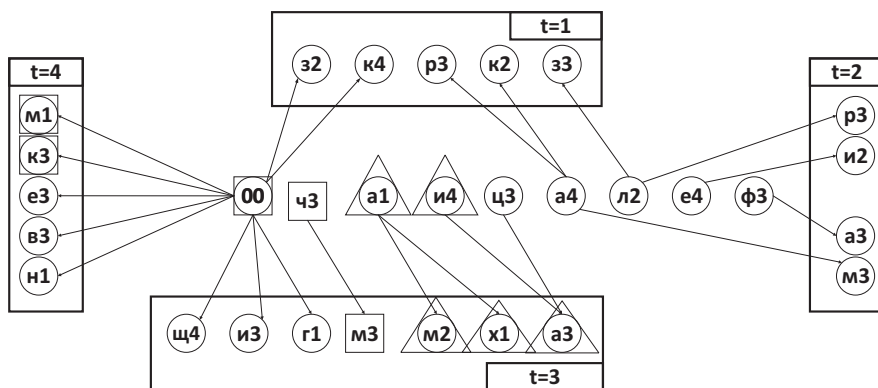 t=1
з2 к4 р3 к2 з3
t=4
м1
к3
е3
в3
н1
t=2
р3
и2
а3
м3
00 ч3 а1 и4 ц3 а4 л2 е4 ф3
щ4 и3 г1 м3 м2 х1 а3
t=3